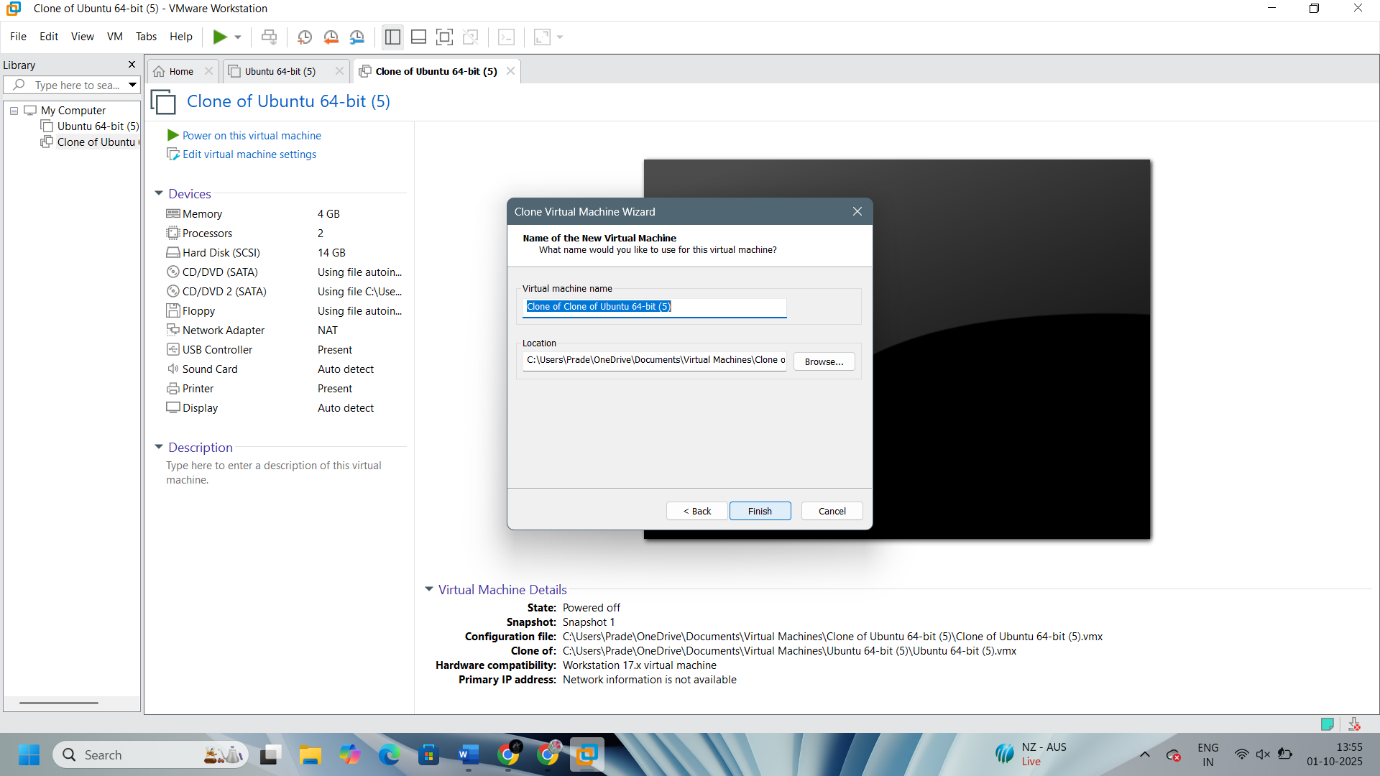 Clone of Ubuntu 64-bit (5) - VMware Workstation
File Edit View VM Tabs Help
Library
Type here to sea...
My Computer
Ubuntu 64-bit (5)
Clone of Ubuntu
Home
Ubuntu 64-bit (5)
Clone of Ubuntu 64-bit (5)
Clone of Ubuntu 64-bit (5)
Power on this virtual machine
Edit virtual machine settings
Devices
Memory 4 GB
Processors 2
Hard Disk (SCSI) 14 GB
CD/DVD (SATA) Using file autoin...
CD/DVD 2 (SATA) Using file C:\Use...
Floppy Using file autoin...
Network Adapter NAT
USB Controller Present
Sound Card Auto detect
Printer Present
Display Auto detect
Description
Type here to enter a description of this virtual
machine.
Clone Virtual Machine Wizard
Name of the New Virtual Machine
What name would you like to use for this virtual machine?
Virtual machine name
Clone of Clone of Ubuntu 64-bit (5)
Location
C:\Users\Prade\OneDrive\Documents\Virtual Machines\Clone o
Browse...
< Back
Finish
Cancel
Virtual Machine Details
State: Powered off
Snapshot: Snapshot 1
Configuration file: C:\Users\Prade\OneDrive\Documents\Virtual Machines\Clone of Ubuntu 64-bit (5)\Clone of Ubuntu 64-bit (5).vmx
Clone of: C:\Users\Prade\OneDrive\Documents\Virtual Machines\Ubuntu 64-bit (5)\Ubuntu 64-bit (5).vmx
Hardware compatibility: Workstation 17.x virtual machine
Primary IP address: Network information is not available
Search
NZ - AUS
Live
ENG
IN
13:55
01-10-2025